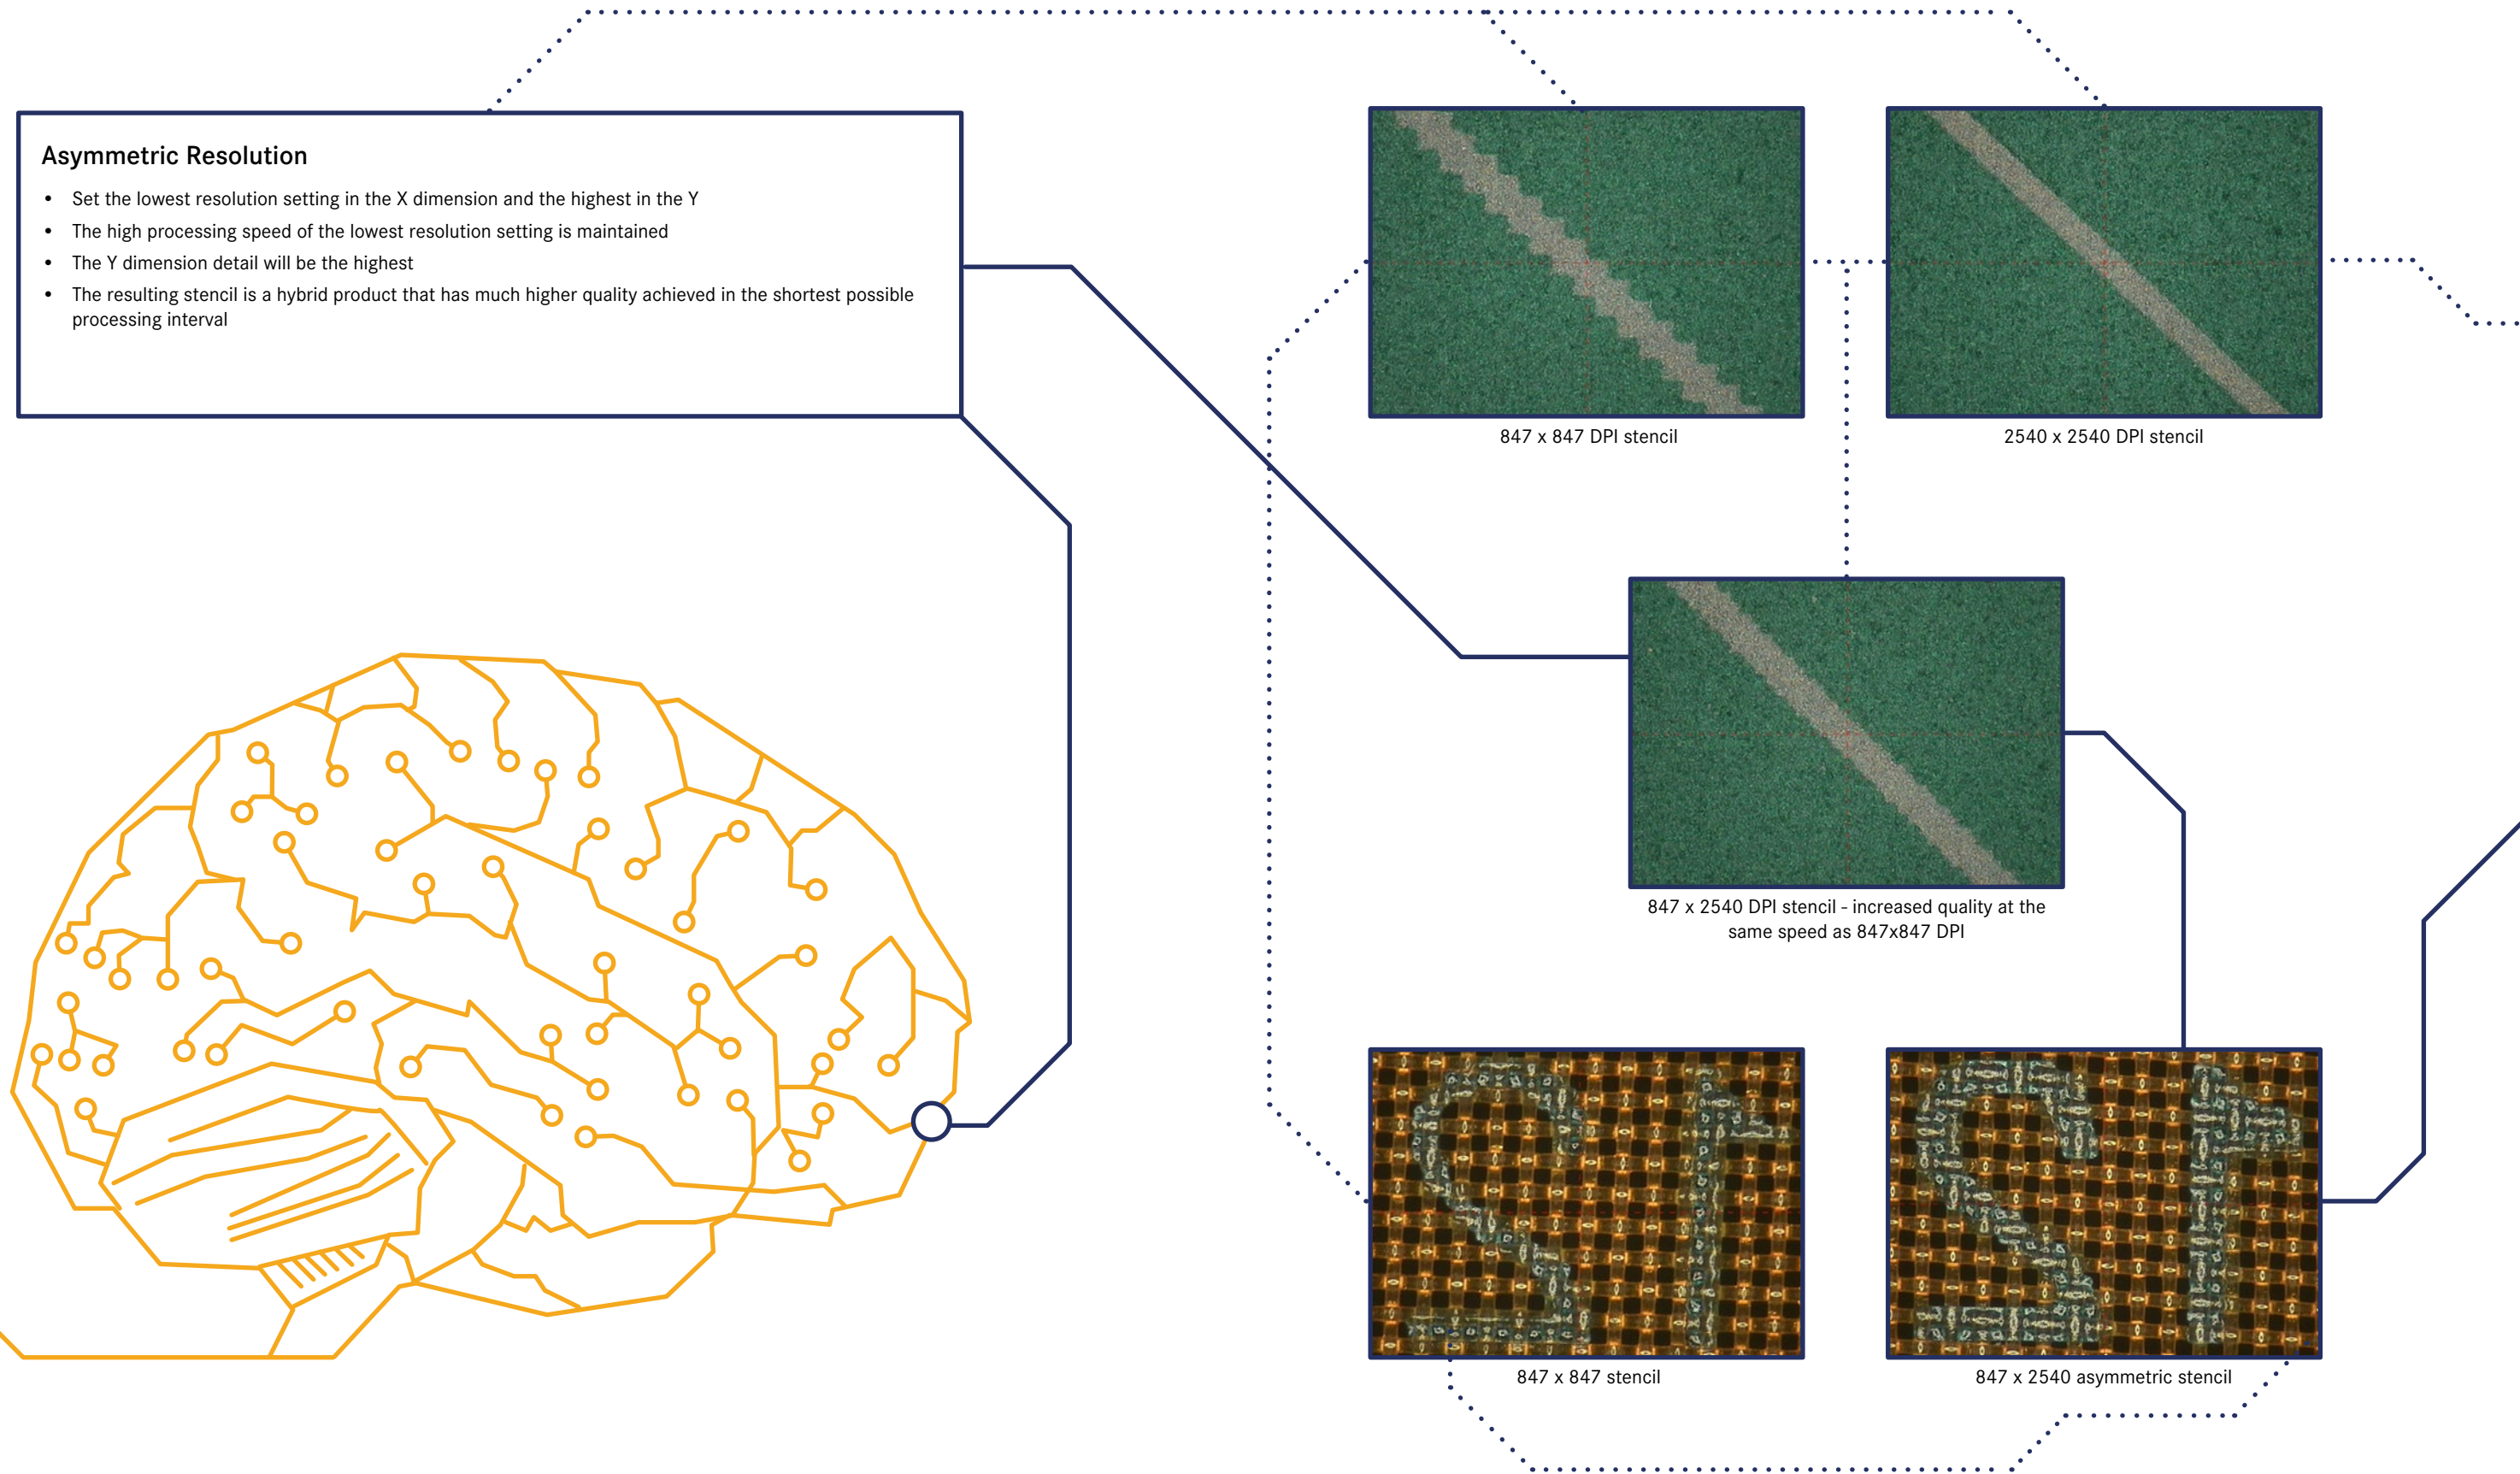 Asymmetric Resolution
• Set the lowest resolution setting in the X dimension and the highest in the Y
• The high processing speed of the lowest resolution setting is maintained
• The Y dimension detail will be the highest
• The resulting stencil is a hybrid product that has much higher quality achieved in the shortest possible
processing interval
847 x 847 DPI stencil
2540 x 2540 DPI stencil
847 x 2540 DPI stencil - increased quality at the
same speed as 847x847 DPI
847 x 847 stencil
847 x 2540 asymmetric stencil